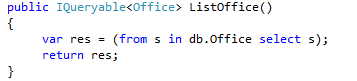 public IQueryable<Office> ListOffice()
{
var res = (from s in db.Office select s);
return res;
}